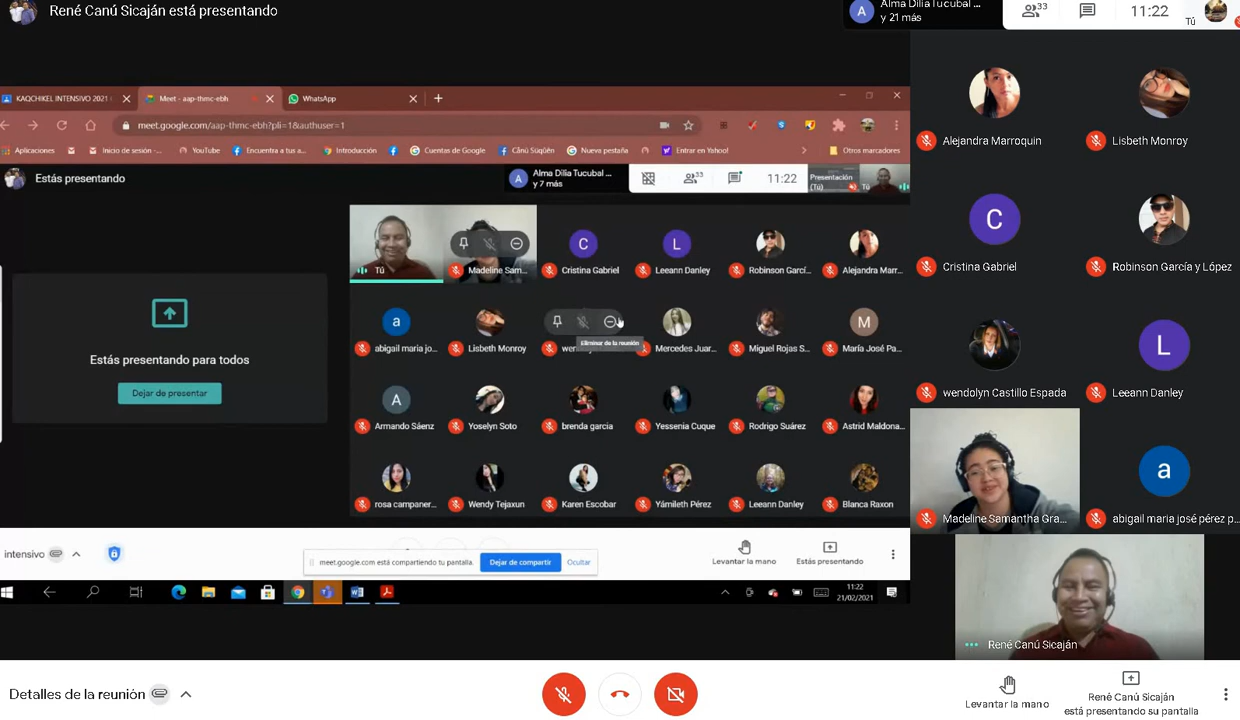 René Canú Sicaján está presentando
Alma Dilia Tucubal ...
y 21 más
33
11:22
Tú
KAQCHIKEL INTENSIVO 2021
Meet - aap-thmc-ebh
WhatsApp
meet.google.com/aap-thmc-ebh?pli=1&authuser=1
Aplicaciones
Inicio de sesión -...
YouTube
Encuentra a tus a...
Introducción
Cuentas de Google
Cânü Süqüên
Nueva pestaña
Entrar en Yahoo!
Otros marcadores
Estás presentando
A
Alma Dilia Tucubal ...
y 7 más
33
11:22
Presentación
(Tú)
Tú
Tú
Madeline Sam...
C
Cristina Gabriel
L
Leeann Danley
Robinson Garcí...
Alejandra Marr...
a
abigail maria jo...
Lisbeth Monroy
Eliminar de la reunión
Mercedes Juar...
Miguel Rojas S...
M
María José Pa...
A
Armando Sáenz
Yoselyn Soto
brenda garcia
Yessenia Cuque
Rodrigo Suárez
Astrid Maldona...
rosa campaner...
Wendy Tejaxun
Karen Escobar
Yámileth Pérez
Leeann Danley
Blanca Raxon
Estás presentando para todos
Dejar de presentar
intensivo
meet.google.com está compartiendo tu pantalla.
Dejar de compartir
Ocultar
Levantar la mano
Estás presentando
11:22
21/02/2021
A
Alejandra Marroquin
Lisbeth Monroy
C
Cristina Gabriel
Robinson García y López
wendolyn Castillo Espada
L
Leeann Danley
Madeline Samantha Gra...
a
abigail maria josé pérez p...
René Canú Sicaján
Detalles de la reunión
Levantar la mano
René Canú Sicaján
está presentando su pantalla